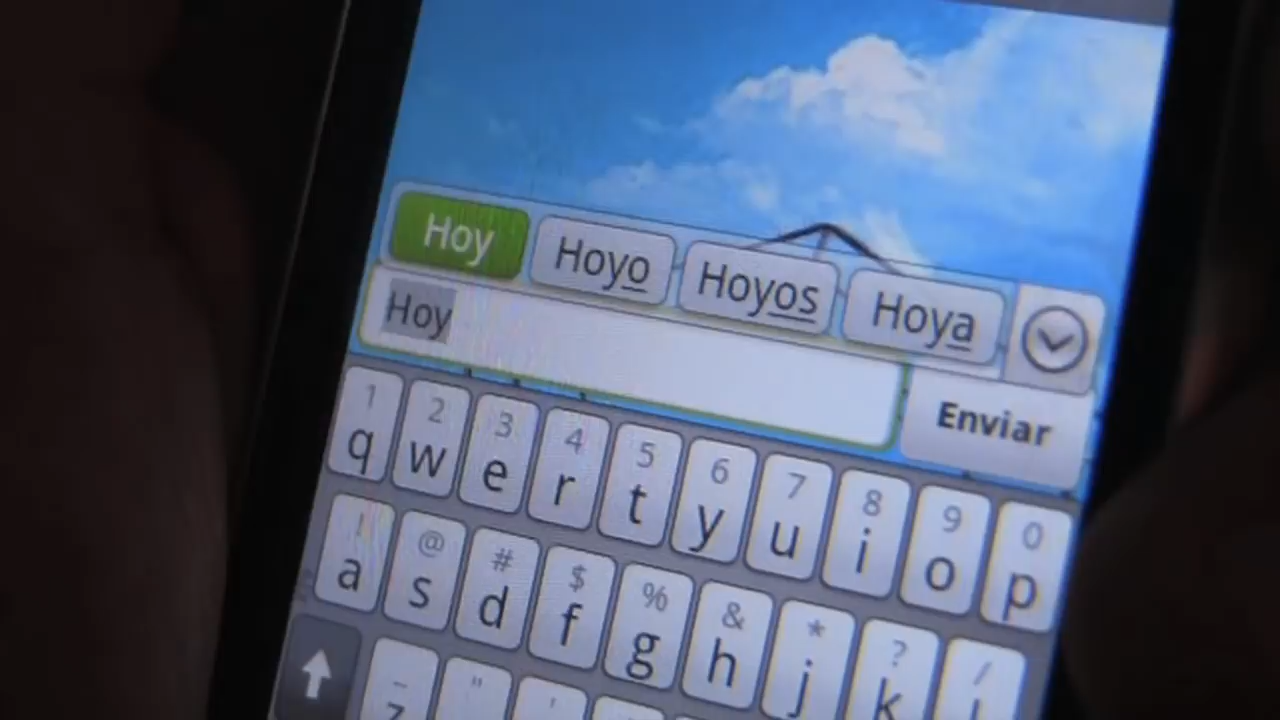 Hoy Hoyo Hoyos Hoya
Hoy
Enviar
1 2 3 4 5 6 7 8 9 0
q w e r t y u i o p
! @ # $ % & * ? /
a s d f g h j k l
_ " '
z